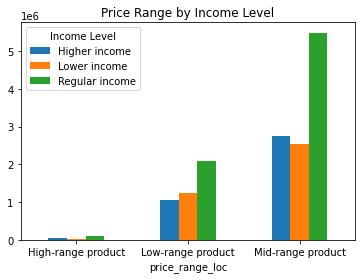 Price Range by Income Level
1e6
Income Level
Higher income
Lower income
Regular income
5
4
3
2
1
0
High-range product Low-range product Mid-range product
price_range_loc